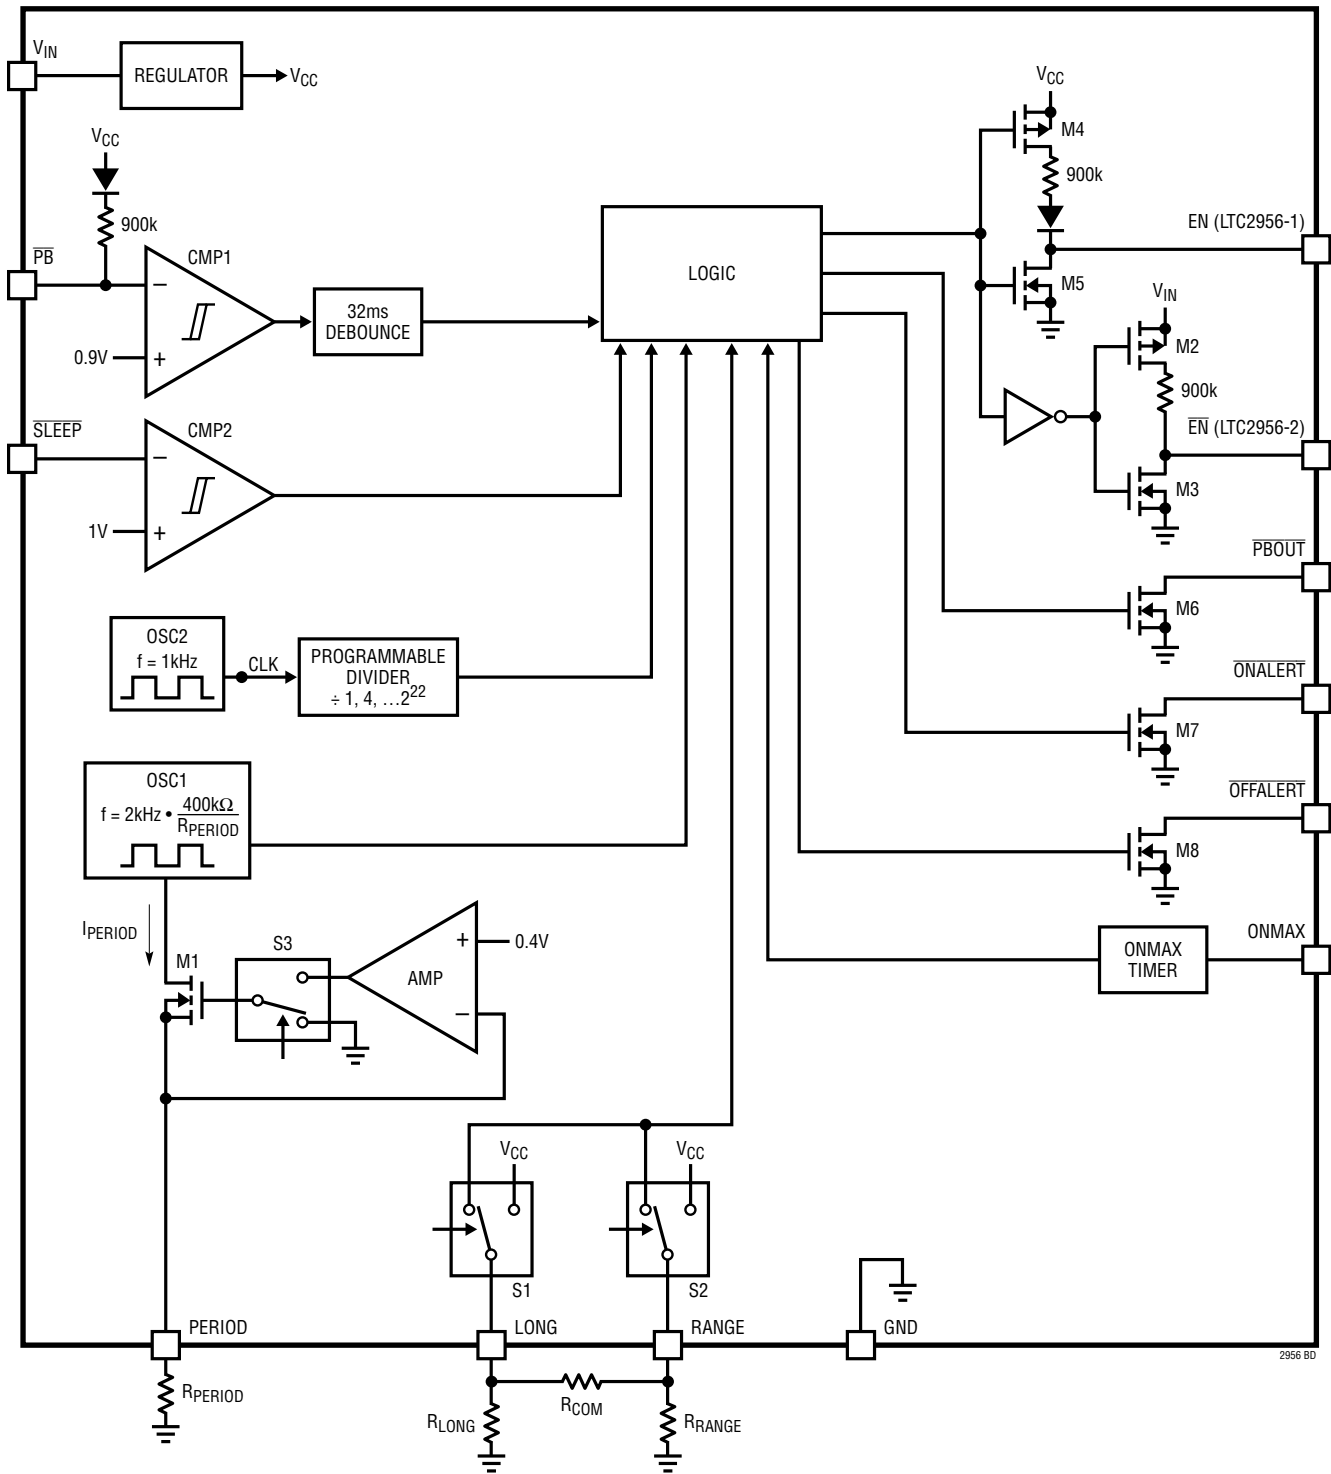 VIN
REGULATOR
VCC
VCC
900k
PB
CMP1
−
0.9V
+
32ms
DEBOUNCE
SLEEP
CMP2
−
1V
+
LOGIC
VCC
M4
900k
EN (LTC2956-1)
M5
VIN
M2
900k
EN (LTC2956-2)
M3
PBOUT
M6
ONALERT
M7
OFFALERT
M8
ONMAX
ONMAX
TIMER
OSC2
f = 1kHz
CLK
PROGRAMMABLE
DIVIDER
÷ 1, 4, …2²²
OSC1
f = 2kHz • 400kΩ
RPERIOD
IPERIOD
M1
S3
AMP
+
0.4V
−
VCC
VCC
S1
S2
PERIOD
LONG
RANGE
GND
2956 BD
RPERIOD
RLONG
RCOM
RRANGE